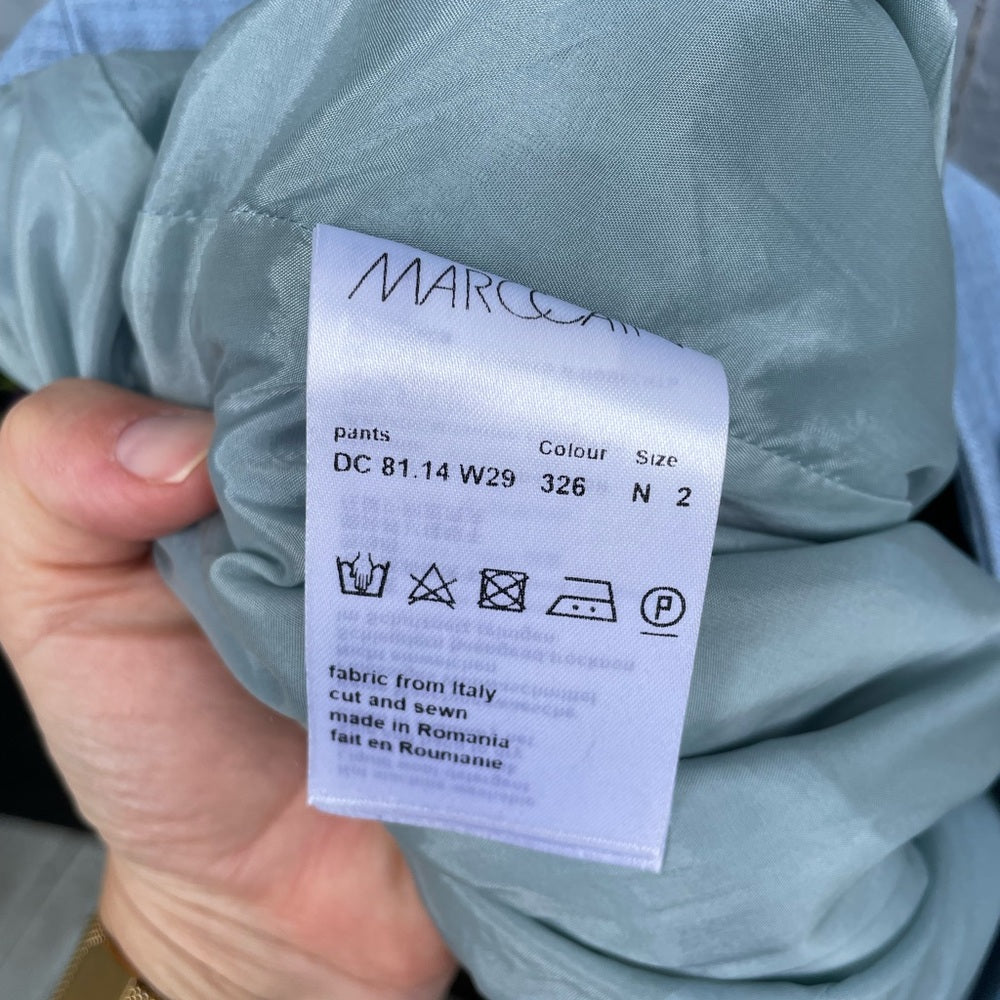 MARCCAIN
pants Colour Size
DC 81.14 W29 326 N 2
P
fabric from Italy
cut and sewn
made in Romania
fait en Roumanie